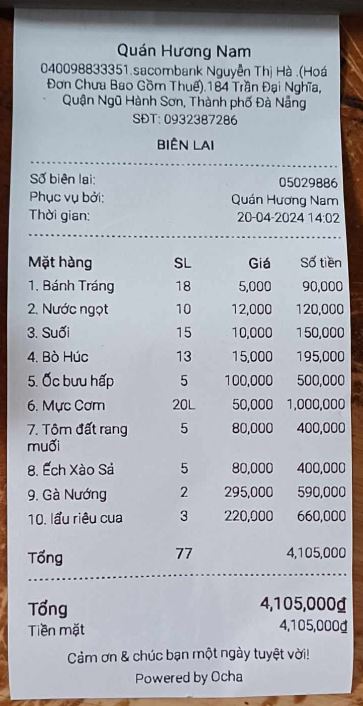 Quán Hương Nam
040098833351.sacombank Nguyễn Thị Hà .(Hoá
Đơn Chưa Bao Gồm Thuế).184 Trần Đại Nghĩa,
Quận Ngũ Hành Sơn, Thành phố Đà Nẵng
SĐT: 0932387286
BIÊN LAI
Số biên lai: 05029886
Phục vụ bởi: Quán Hương Nam
Thời gian: 20-04-2024 14:02
Mặt hàng SL Giá Số tiền
1. Bánh Tráng 18 5,000 90,000
2. Nước ngọt 10 12,000 120,000
3. Suối 15 10,000 150,000
4. Bò Húc 13 15,000 195,000
5. Ốc bưu hấp 5 100,000 500,000
6. Mực Cơm 20L 50,000 1,000,000
7. Tôm đất rang 5 80,000 400,000
muối
8. Ếch Xào Sả 5 80,000 400,000
9. Gà Nướng 2 295,000 590,000
10. lẩu riêu cua 3 220,000 660,000
Tổng 77 4,105,000
Tổng 4,105,000₫
Tiền mặt 4,105,000₫
Cảm ơn & chúc bạn một ngày tuyệt vời!
Powered by Ocha